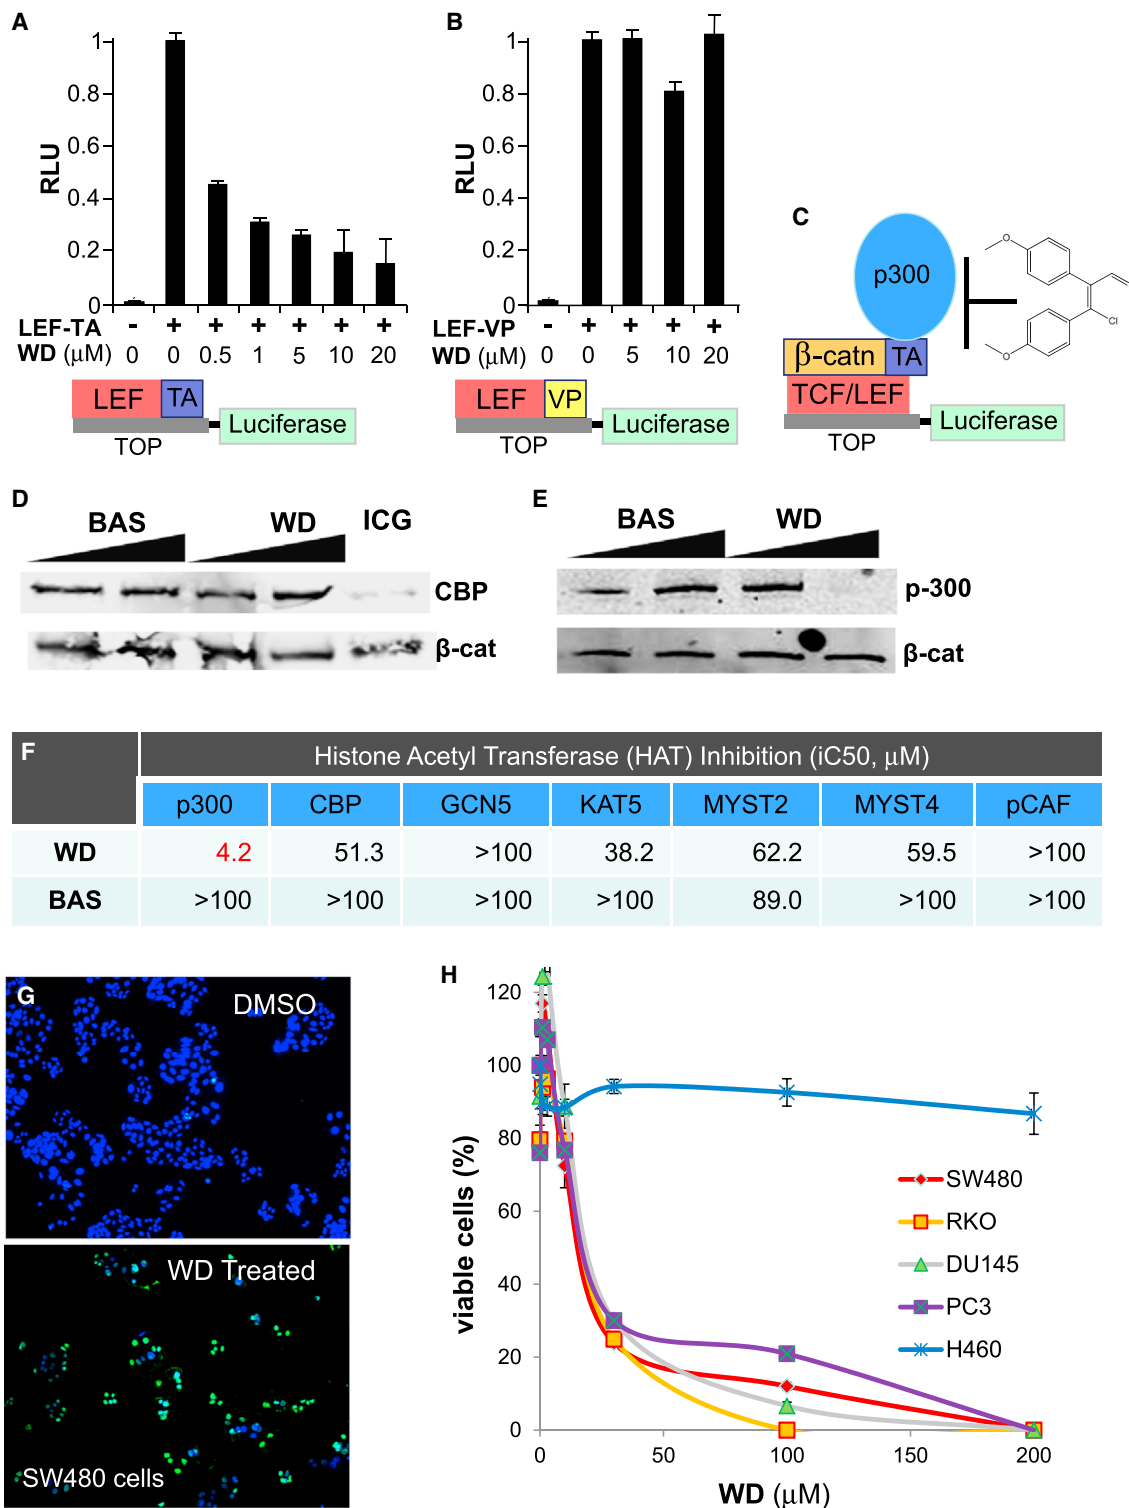 A
1
0.8
0.6
0.4
0.2
0
RLU
LEF-TA - + + + + + +
WD (μM) 0 0 0.5 1 5 10 20
LEF TA
TOP
Luciferase
B
1
0.8
0.6
0.4
0.2
0
RLU
LEF-VP - + + + +
WD (μM) 0 0 5 10 20
LEF VP
TOP
Luciferase
C
p300
O
O
Cl
β-catn TA
TCF/LEF
TOP
Luciferase
D
BAS WD ICG
CBP
β-cat
E
BAS WD
p-300
β-cat
F
Histone Acetyl Transferase (HAT) Inhibition (iC50, μM)
p300 CBP GCN5 KAT5 MYST2 MYST4 pCAF
WD 4.2 51.3 >100 38.2 62.2 59.5 >100
BAS >100 >100 >100 >100 89.0 >100 >100
G
DMSO
WD Treated
SW480 cells
H
120
100
80
60
40
20
0
viable cells (%)
SW480
RKO
DU145
PC3
H460
0 50 100 150 200
WD (μM)